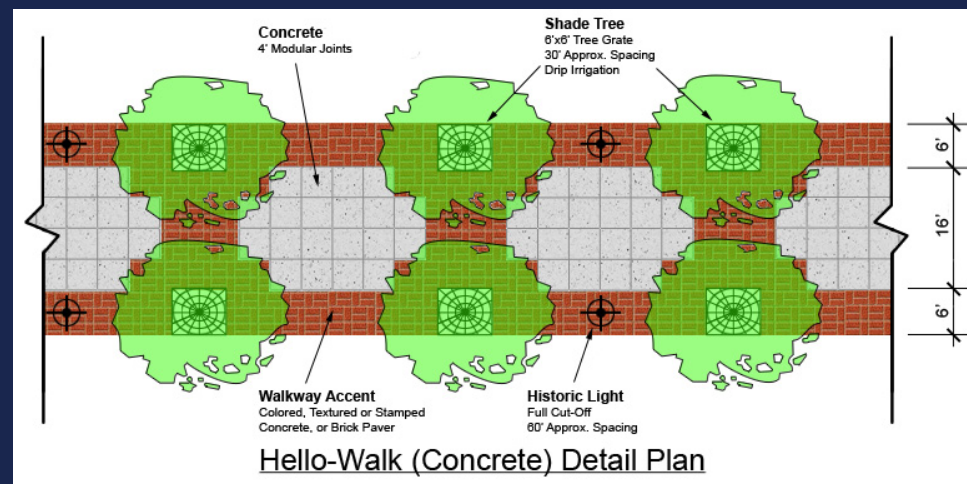 Concrete
4' Modular Joints
Shade Tree
6'x6' Tree Grate
30' Approx. Spacing
Drip Irrigation
6'
16'
6'
Walkway Accent
Colored, Textured or Stamped
Concrete, or Brick Paver
Historic Light
Full Cut-Off
60' Approx. Spacing
Hello-Walk (Concrete) Detail Plan